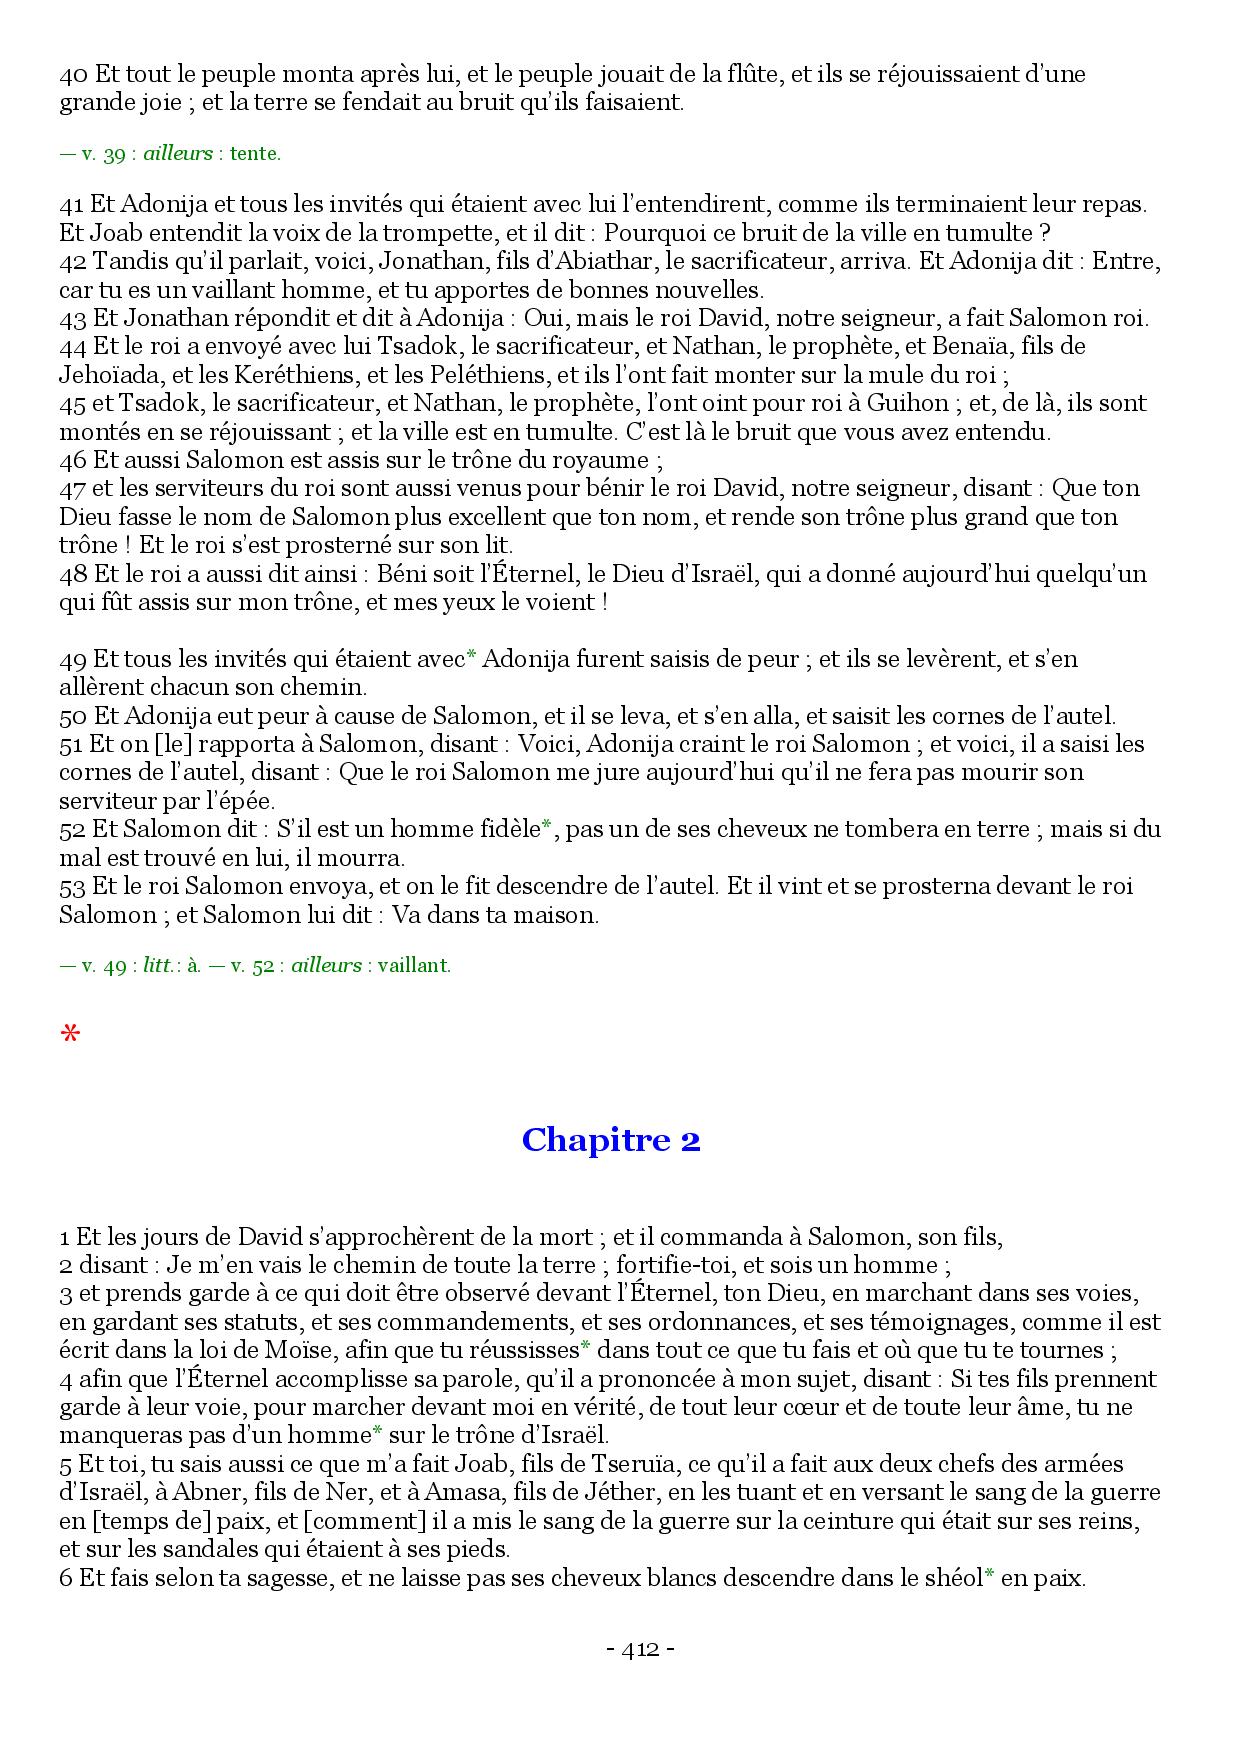 40 Et tout le peuple monta après lui, et le peuple jouait de la flûte, et ils se réjouissaient d’une
grande joie ; et la terre se fendait au bruit qu’ils faisaient.
— v. 39 : ailleurs : tente.
41 Et Adonija et tous les invités qui étaient avec lui l’entendirent, comme ils terminaient leur repas.
Et Joab entendit la voix de la trompette, et il dit : Pourquoi ce bruit de la ville en tumulte ?
42 Tandis qu’il parlait, voici, Jonathan, fils d’Abiathar, le sacrificateur, arriva. Et Adonija dit : Entre,
car tu es un vaillant homme, et tu apportes de bonnes nouvelles.
43 Et Jonathan répondit et dit à Adonija : Oui, mais le roi David, notre seigneur, a fait Salomon roi.
44 Et le roi a envoyé avec lui Tsadok, le sacrificateur, et Nathan, le prophète, et Benaïa, fils de
Jehoïada, et les Keréthiens, et les Peléthiens, et ils l’ont fait monter sur la mule du roi ;
45 et Tsadok, le sacrificateur, et Nathan, le prophète, l’ont oint pour roi à Guihon ; et, de là, ils sont
montés en se réjouissant ; et la ville est en tumulte. C’est là le bruit que vous avez entendu.
46 Et aussi Salomon est assis sur le trône du royaume ;
47 et les serviteurs du roi sont aussi venus pour bénir le roi David, notre seigneur, disant : Que ton
Dieu fasse le nom de Salomon plus excellent que ton nom, et rende son trône plus grand que ton
trône ! Et le roi s’est prosterné sur son lit.
48 Et le roi a aussi dit ainsi : Béni soit l’Éternel, le Dieu d’Israël, qui a donné aujourd’hui quelqu’un
qui fût assis sur mon trône, et mes yeux le voient !
49 Et tous les invités qui étaient avec* Adonija furent saisis de peur ; et ils se levèrent, et s’en
allèrent chacun son chemin.
50 Et Adonija eut peur à cause de Salomon, et il se leva, et s’en alla, et saisit les cornes de l’autel.
51 Et on [le] rapporta à Salomon, disant : Voici, Adonija craint le roi Salomon ; et voici, il a saisi les
cornes de l’autel, disant : Que le roi Salomon me jure aujourd’hui qu’il ne fera pas mourir son
serviteur par l’épée.
52 Et Salomon dit : S’il est un homme fidèle*, pas un de ses cheveux ne tombera en terre ; mais si du
mal est trouvé en lui, il mourra.
53 Et le roi Salomon envoya, et on le fit descendre de l’autel. Et il vint et se prosterna devant le roi
Salomon ; et Salomon lui dit : Va dans ta maison.
— v. 49 : litt.: à. — v. 52 : ailleurs : vaillant.
*
Chapitre 2
1 Et les jours de David s’approchèrent de la mort ; et il commanda à Salomon, son fils,
2 disant : Je m’en vais le chemin de toute la terre ; fortifie-toi, et sois un homme ;
3 et prends garde à ce qui doit être observé devant l’Éternel, ton Dieu, en marchant dans ses voies,
en gardant ses statuts, et ses commandements, et ses ordonnances, et ses témoignages, comme il est
écrit dans la loi de Moïse, afin que tu réussisses* dans tout ce que tu fais et où que tu te tournes ;
4 afin que l’Éternel accomplisse sa parole, qu’il a prononcée à mon sujet, disant : Si tes fils prennent
garde à leur voie, pour marcher devant moi en vérité, de tout leur cœur et de toute leur âme, tu ne
manqueras pas d’un homme* sur le trône d’Israël.
5 Et toi, tu sais aussi ce que m’a fait Joab, fils de Tseruïa, ce qu’il a fait aux deux chefs des armées
d’Israël, à Abner, fils de Ner, et à Amasa, fils de Jéther, en les tuant et en versant le sang de la guerre
en [temps de] paix, et [comment] il a mis le sang de la guerre sur la ceinture qui était sur ses reins,
et sur les sandales qui étaient à ses pieds.
6 Et fais selon ta sagesse, et ne laisse pas ses cheveux blancs descendre dans le shéol* en paix.
- 412 -